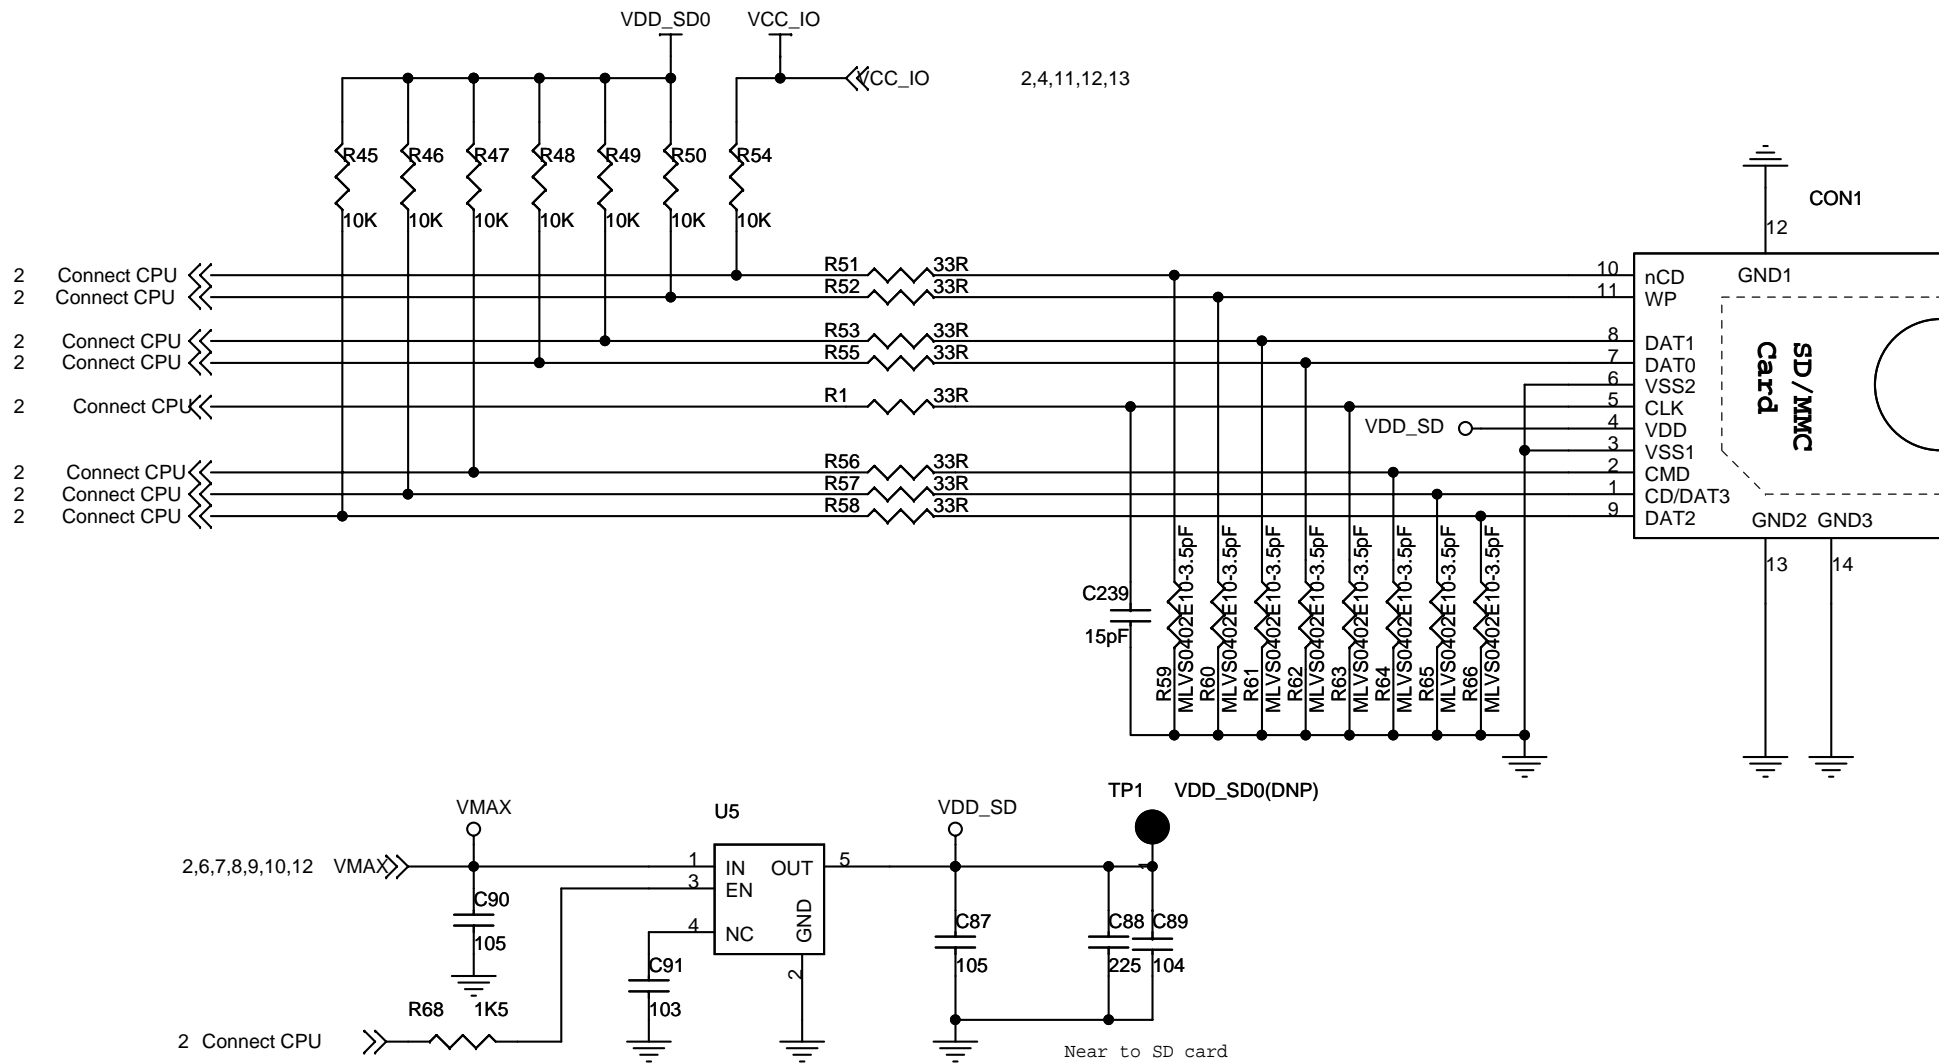 VDD_SD0 VCC_IO
VCC_IO 2,4,11,12,13
R45 R46 R47 R48 R49 R50 R54
10K 10K 10K 10K 10K 10K 10K
CON1
12
2 Connect CPU R51 33R 10 nCD GND1
2 Connect CPU R52 33R 11 WP
2 Connect CPU R53 33R 8 DAT1
2 Connect CPU R55 33R 7 DAT0
6 VSS2
2 Connect CPU R1 33R 5 CLK
VDD_SD 4 VDD
3 VSS1
2 Connect CPU R56 33R 2 CMD
2 Connect CPU R57 33R 1 CD/DAT3
2 Connect CPU R58 33R 9 DAT2
SD/MMC
Card
GND2 GND3
13 14
C239
15pF
R59 MLVS0402E10-3.5pF
R60 MLVS0402E10-3.5pF
R61 MLVS0402E10-3.5pF
R62 MLVS0402E10-3.5pF
R63 MLVS0402E10-3.5pF
R64 MLVS0402E10-3.5pF
R65 MLVS0402E10-3.5pF
R66 MLVS0402E10-3.5pF
VMAX U5 VDD_SD TP1 VDD_SD0(DNP)
2,6,7,8,9,10,12 VMAX 1 IN OUT 5 1
3 EN
4 NC GND
2
C90
105
C91
103
C87
105
C88
225
C89
104
R68 1K5
2 Connect CPU
Near to SD card